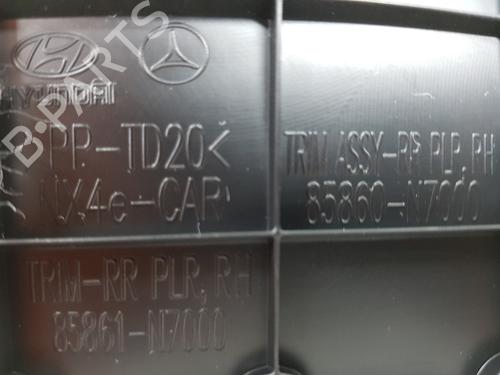 HYUNDAI
B-PARTS
>PP-TD20<
NX4e-CAR
TRIM ASSY-RR PLR, RH
85860-N7000
TRIM-RR PLR, RH
85861-N7000